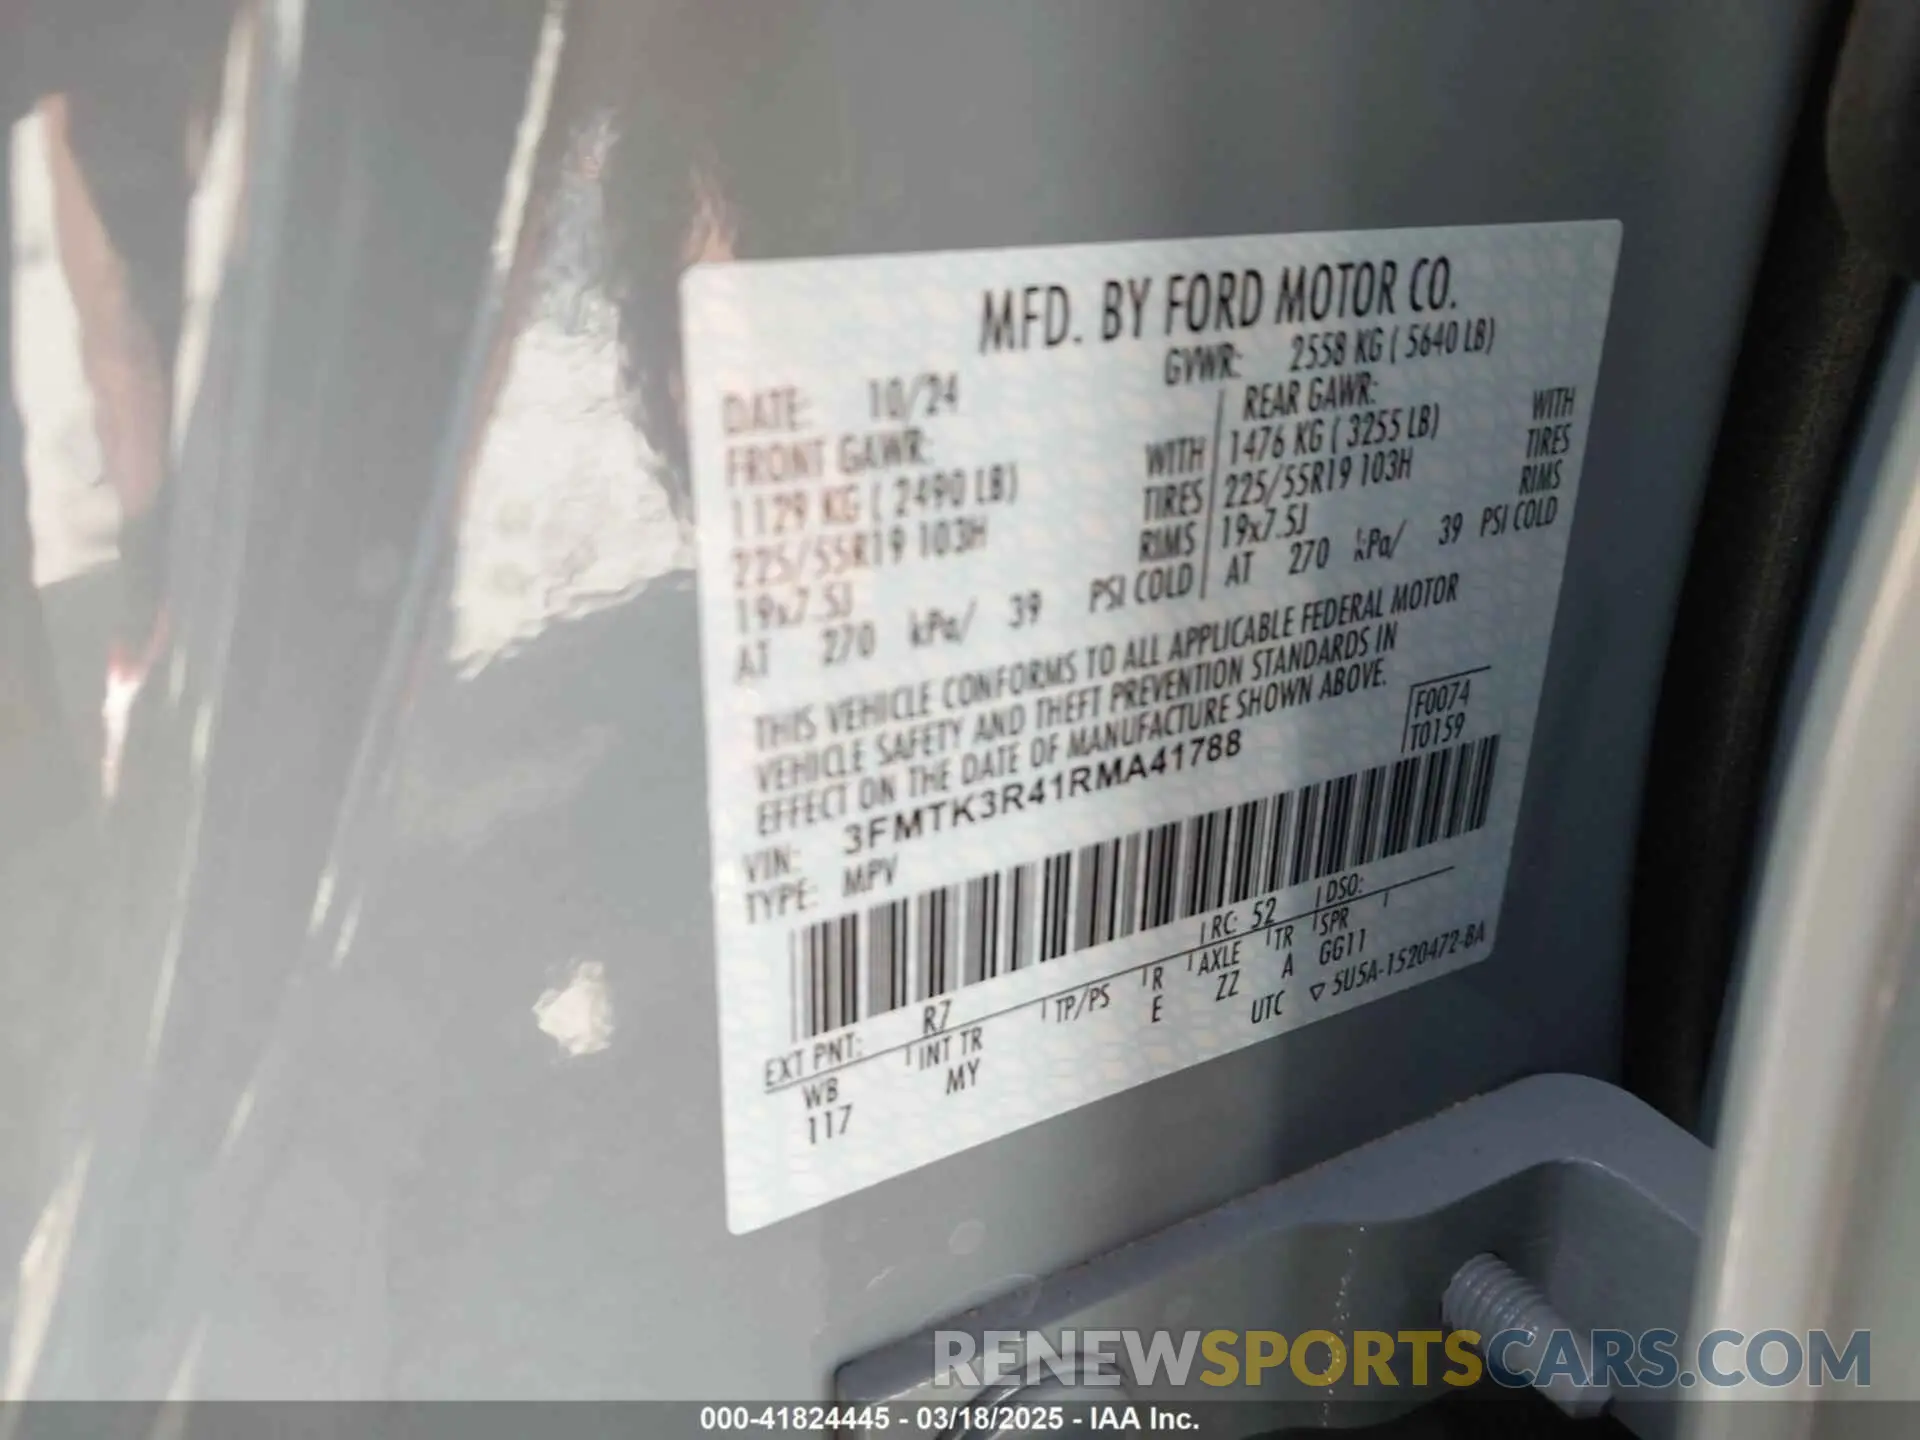 MFD. BY FORD MOTOR CO.
DATE: 10/24 GVWR: 2558 KG ( 5640 LB)
FRONT GAWR: REAR GAWR:
1129 KG ( 2490 LB) WITH 1476 KG ( 3255 LB) WITH
225/55R19 103H TIRES 225/55R19 103H TIRES
19x7.5J RIMS 19x7.5J RIMS
AT 270 kPa/ 39 PSI COLD AT 270 kPa/ 39 PSI COLD
THIS VEHICLE CONFORMS TO ALL APPLICABLE FEDERAL MOTOR
VEHICLE SAFETY AND THEFT PREVENTION STANDARDS IN
EFFECT ON THE DATE OF MANUFACTURE SHOWN ABOVE.
F0074
T0159
VIN: 3FMTK3R41RMA41788
TYPE: MPV
EXT PNT: R7 RC: 52 DSO:
WB INT TR TP/PS R AXLE TR SPR
117 MY E ZZ A GG11
UTC ▽ 5U5A-1520472-BA
RENEWSPORTSCARS.COM
000-41824445 - 03/18/2025 - IAA Inc.